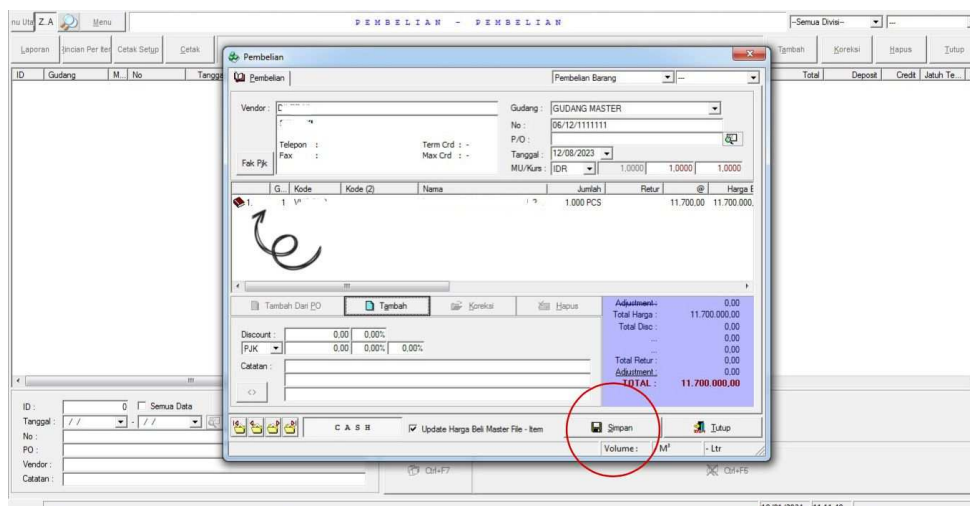 nu Uta Z.A Menu PEMBELIAN - PEMBELIAN --Semua Divisi-- --
Laporan Cetak Setup Cetak Tambah Koreksi Hapus Tutup
ID Gudang M... No Total Deposit Credit Jatuh Te...
Pembelian
Pembelian Pembelian Barang --
Vendor : Gudang : GUDANG MASTER
No : 06/12/1111111
P/O :
Telepon : Term Crd : - Tanggal : 12/08/2023
Fax : Max Crd : -
Fak Pjk MU/Kurs : IDR 1,0000 1,0000 1,0000
G... Kode Kode (2) Nama Jumlah Retur @ Harga
1. 1 1.000 PCS 11.700,00 11.700.000,
Tambah Dari PO Tambah Koreksi Hapus
Adjustment : 0,00
Total Harga : 11.700.000,00
Total Disc : 0,00
... 0,00
... 0,00
Total Retur : 0,00
Adjustment : 0,00
TOTAL : 11.700.000,00
Discount : 0,00 0,00%
PJK 0,00 0,00% 0,00%
Catatan :
<>
CASH Update Harga Beli Master File - Item Simpan Tutup
Volume : M³ - Ltr
ID : 0 Semua Data
Tanggal : / / - / /
No :
PO :
Vendor :
Catatan :
Ctrl+F7 Ctrl+F6